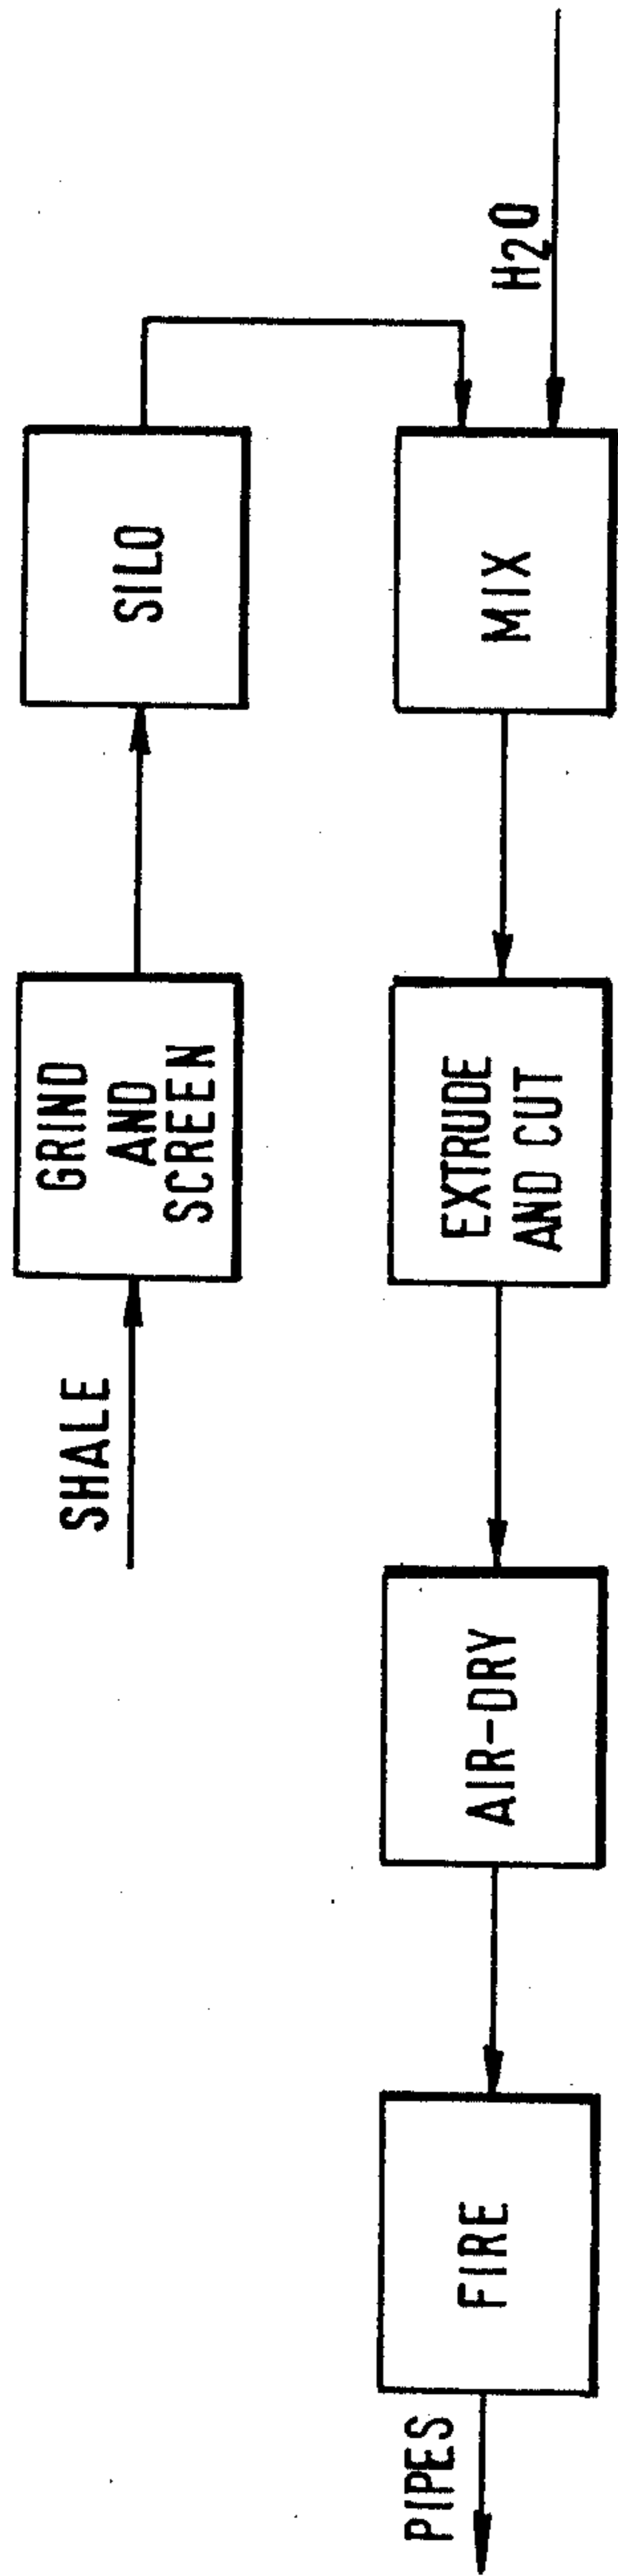 SHALE
GRIND
AND
SCREEN
SILO
H2O
MIX
EXTRUDE
AND CUT
AIR-DRY
FIRE
PIPES